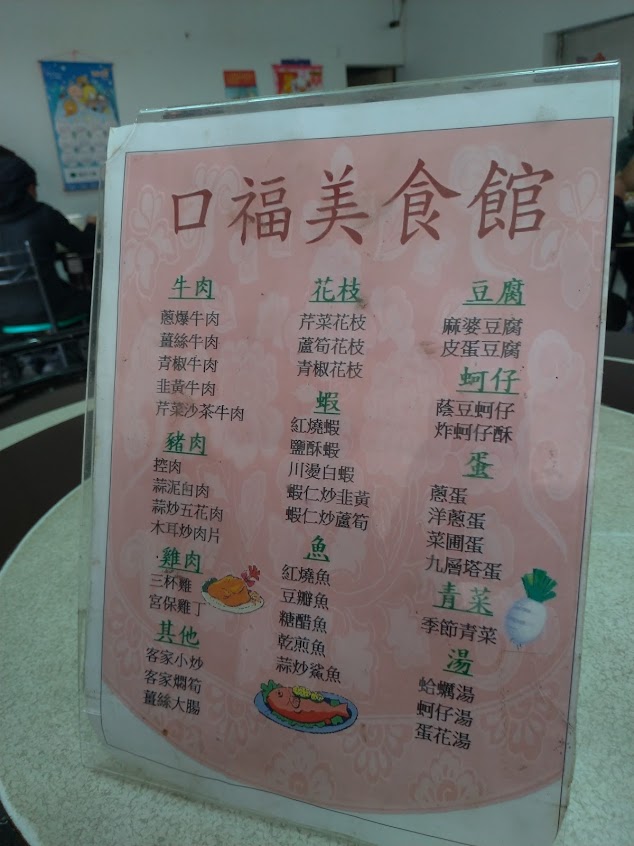 口福美食館
牛肉
蔥爆牛肉
薑絲牛肉
青椒牛肉
韭黃牛肉
芹菜沙茶牛肉
豬肉
控肉
蒜泥白肉
蒜炒五花肉
木耳炒肉片
雞肉
三杯雞
宮保雞丁
其他
客家小炒
客家燜筍
薑絲大腸
花枝
芹菜花枝
蘆筍花枝
青椒花枝
蝦
紅燒蝦
鹽酥蝦
川燙白蝦
蝦仁炒韭黃
蝦仁炒蘆筍
魚
紅燒魚
豆瓣魚
糖醋魚
乾煎魚
蒜炒鯊魚
豆腐
麻婆豆腐
皮蛋豆腐
蚵仔
蔭豆蚵仔
炸蚵仔酥
蛋
蔥蛋
洋蔥蛋
菜圃蛋
九層塔蛋
青菜
季節青菜
湯
蛤蠣湯
蚵仔湯
蛋花湯